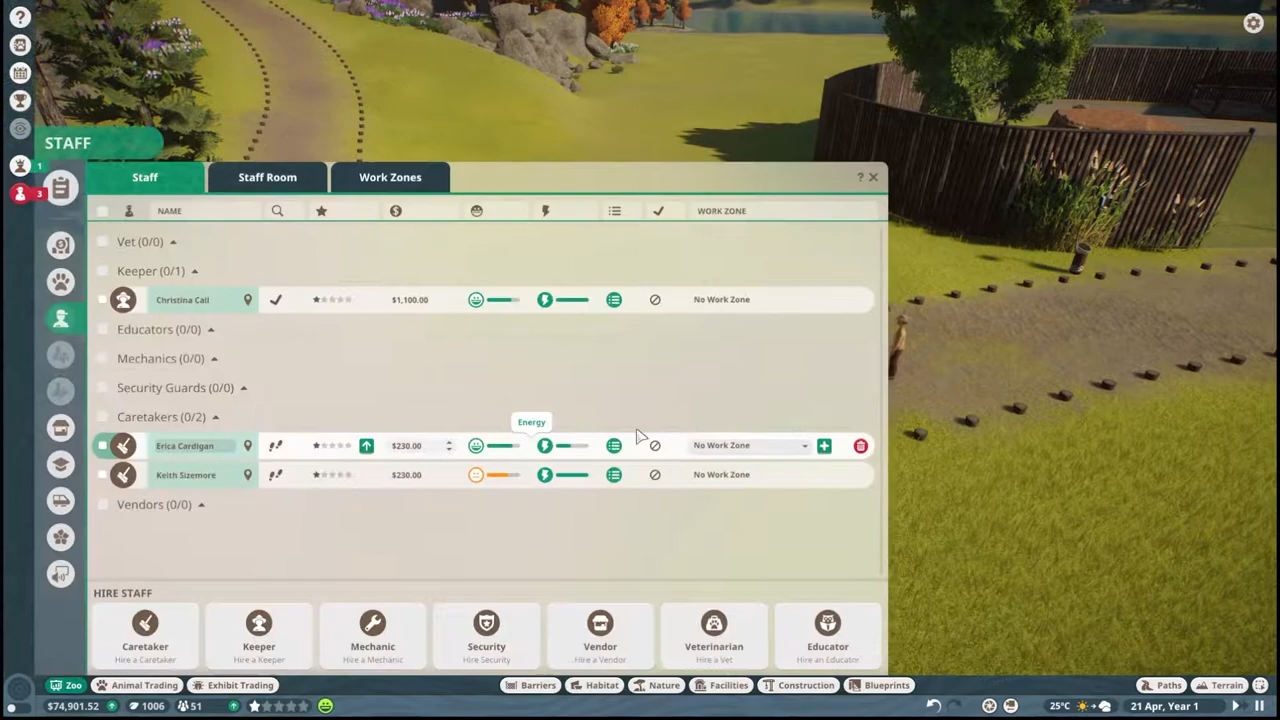 ?
STAFF
1
3
Staff
Staff Room
Work Zones
?
NAME
WORK ZONE
Vet (0/0)
Keeper (0/1)
Christina Call
$1,100.00
No Work Zone
Educators (0/0)
Mechanics (0/0)
Security Guards (0/0)
Caretakers (0/2)
Energy
Erica Cardigan
$230.00
No Work Zone
Keith Sizemore
$230.00
No Work Zone
Vendors (0/0)
HIRE STAFF
Caretaker
Hire a Caretaker
Keeper
Hire a Keeper
Mechanic
Hire a Mechanic
Security
Hire Security
Vendor
Hire a Vendor
Veterinarian
Hire a Vet
Educator
Hire an Educator
Zoo
Animal Trading
Exhibit Trading
Barriers
Habitat
Nature
Facilities
Construction
Blueprints
Paths
Terrain
$74,901.52
1006
51
25°C
21 Apr, Year 1